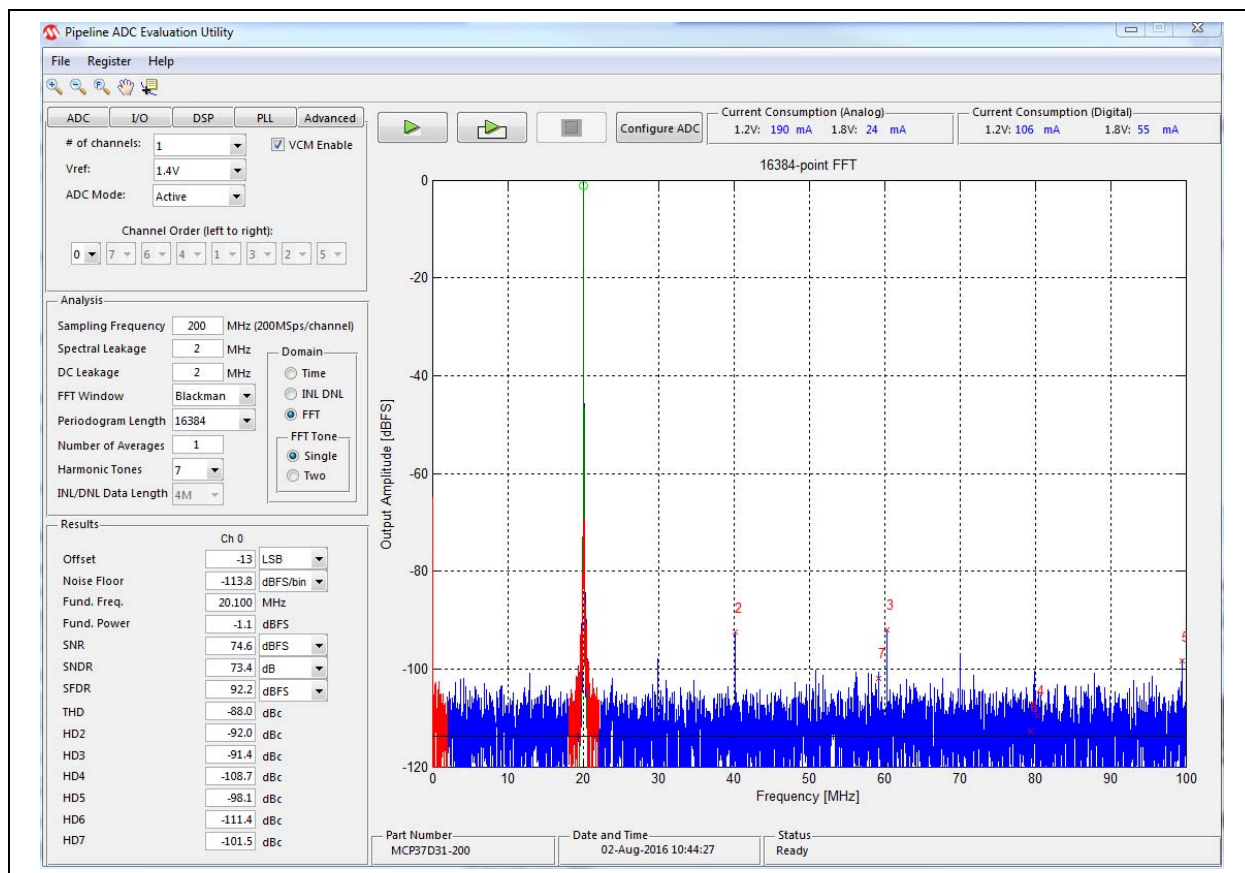 Pipeline ADC Evaluation Utility
File Register Help
ADC I/O DSP PLL Advanced
# of channels: 1
VCM Enable
Vref: 1.4V
ADC Mode: Active
Channel Order (left to right):
0 7 6 4 1 3 2 5
Configure ADC
Current Consumption (Analog)
1.2V: 190 mA 1.8V: 24 mA
Current Consumption (Digital)
1.2V: 106 mA 1.8V: 55 mA
Analysis
Sampling Frequency 200 MHz (200MSps/channel)
Spectral Leakage 2 MHz
DC Leakage 2 MHz
FFT Window Blackman
Periodogram Length 16384
Number of Averages 1
Harmonic Tones 7
INL/DNL Data Length 4M
Domain
Time
INL DNL
FFT
FFT Tone
Single
Two
Results
Ch 0
Offset -13 LSB
Noise Floor -113.8 dBFS/bin
Fund. Freq. 20.100 MHz
Fund. Power -1.1 dBFS
SNR 74.6 dBFS
SNDR 73.4 dB
SFDR 92.2 dBFS
THD -88.0 dBc
HD2 -92.0 dBc
HD3 -91.4 dBc
HD4 -108.7 dBc
HD5 -98.1 dBc
HD6 -111.4 dBc
HD7 -101.5 dBc
16384-point FFT
Output Amplitude [dBFS]
0
-20
-40
-60
-80
-100
-120
2
3
7
4
5
0 10 20 30 40 50 60 70 80 90 100
Frequency [MHz]
Part Number
MCP37D31-200
Date and Time
02-Aug-2016 10:44:27
Status
Ready